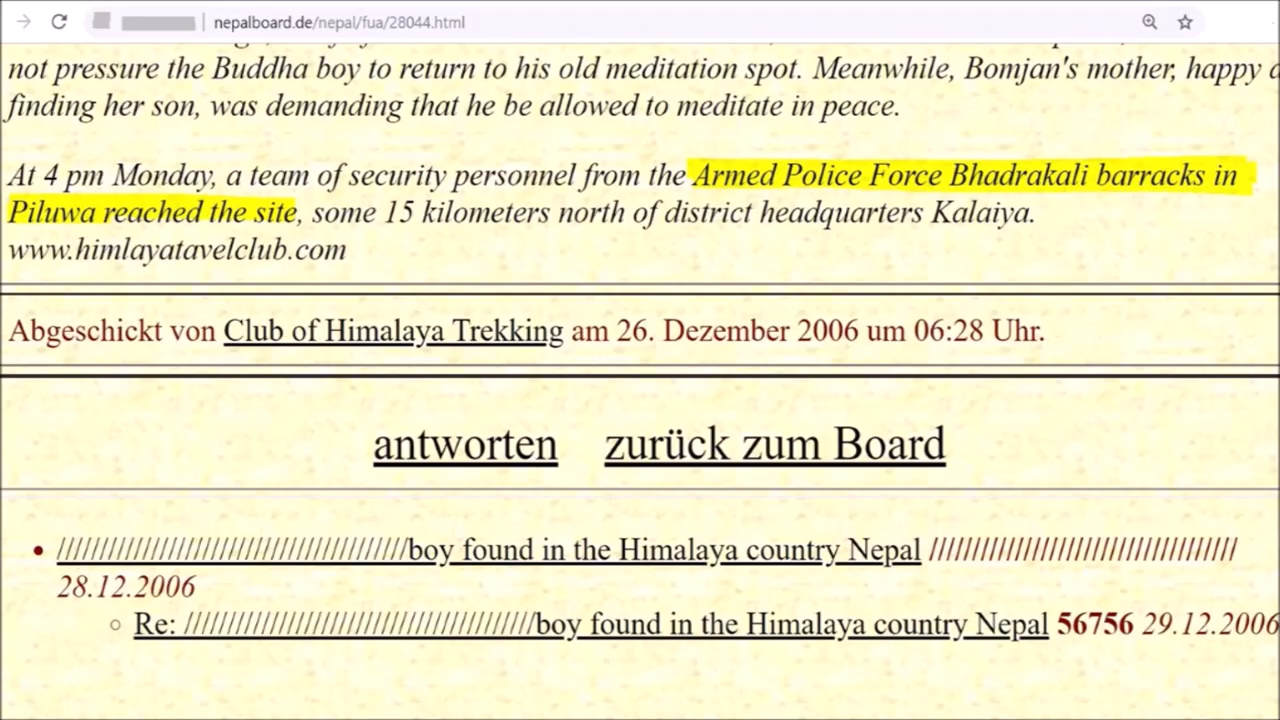 nepalboard.de/nepal/fua/28044.html
not pressure the Buddha boy to return to his old meditation spot. Meanwhile, Bomjan's mother, happy
finding her son, was demanding that he be allowed to meditate in peace.
At 4 pm Monday, a team of security personnel from the Armed Police Force Bhadrakali barracks in
Piluwa reached the site, some 15 kilometers north of district headquarters Kalaiya.
www.himlayatavelclub.com
Abgeschickt von Club of Himalaya Trekking am 26. Dezember 2006 um 06:28 Uhr.
antworten zurück zum Board
//////////////////////////////////////boy found in the Himalaya country Nepal //////////////////////////////////
28.12.2006
Re: //////////////////////////////////////boy found in the Himalaya country Nepal 56756 29.12.2006